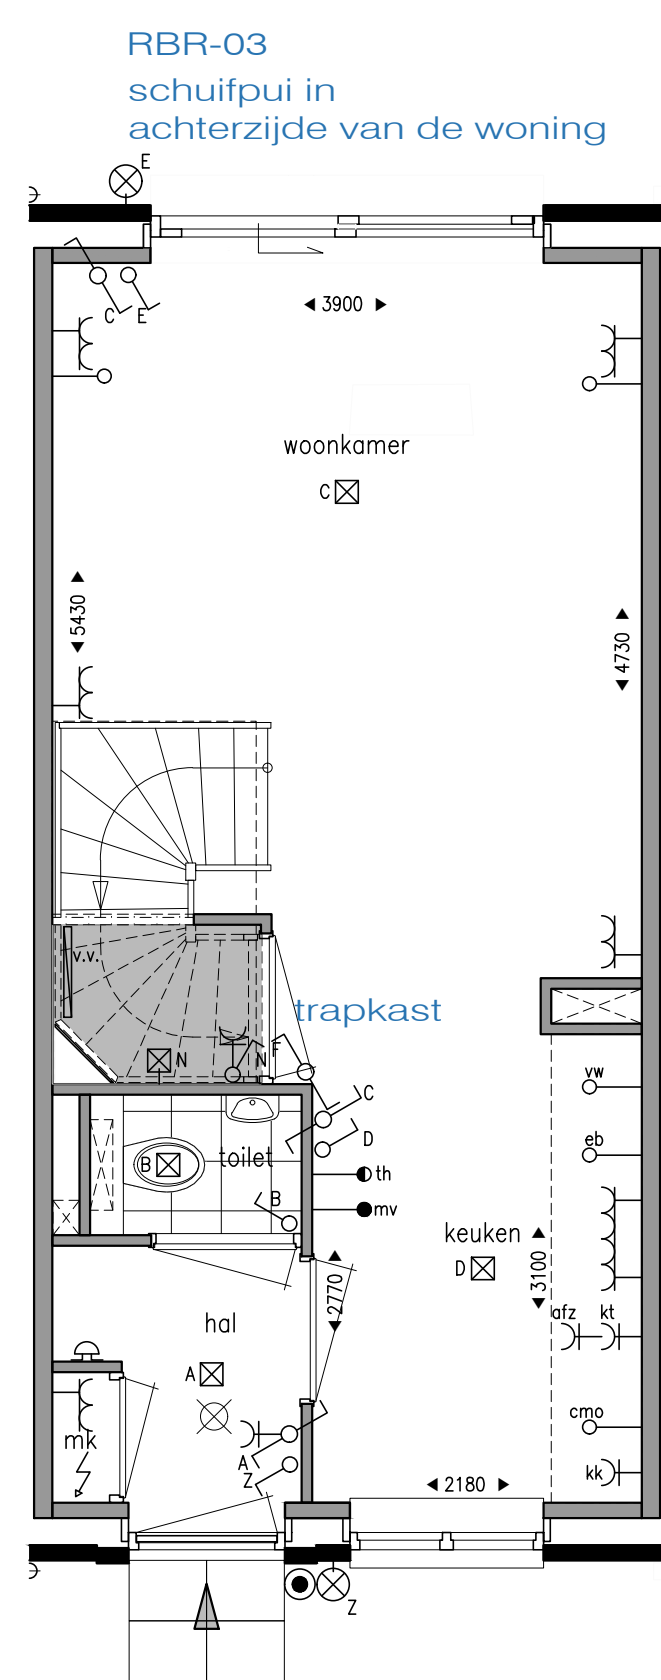 RBR-03
schuifpui in
achterzijde van de woning
E
C E
3900
woonkamer
C
5430
4730
v.v.
trapkast
N N F
vw
C
D
eb
toilet
B
th
B
mv
keuken
D
3100
2770
hal
afz kt
A
cmo
mk
A
Z
kk
2180
Z